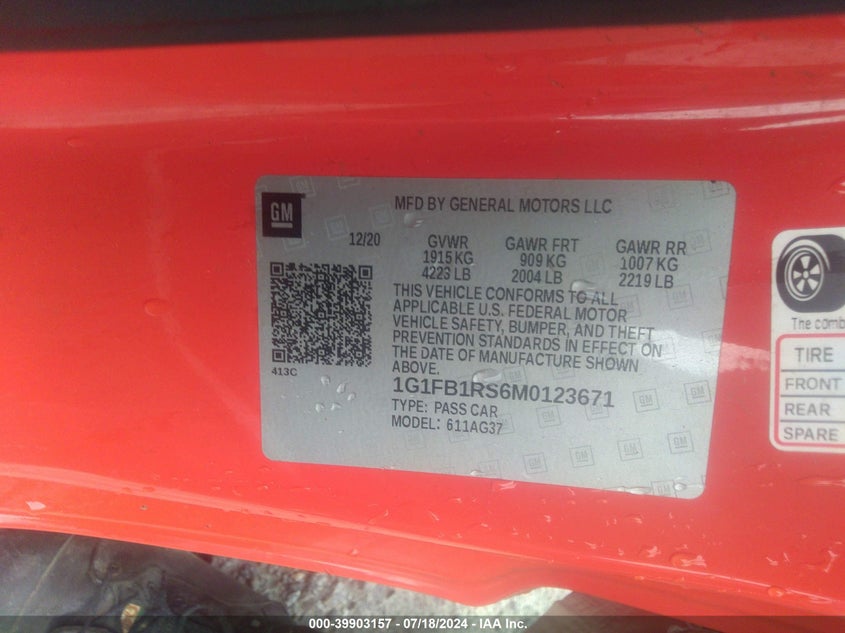 GM
MFD BY GENERAL MOTORS LLC
12/20
GVWR GAWR FRT GAWR RR
1915 KG 909 KG 1007 KG
4223 LB 2004 LB 2219 LB
THIS VEHICLE CONFORMS TO ALL
APPLICABLE U.S. FEDERAL MOTOR
VEHICLE SAFETY, BUMPER, AND THEFT
PREVENTION STANDARDS IN EFFECT ON
THE DATE OF MANUFACTURE SHOWN
ABOVE.
413C
1G1FB1RS6M0123671
TYPE: PASS CAR
MODEL: 611AG37
The comb
TIRE
FRONT
REAR
SPARE
000-39903157 - 07/18/2024 - IAA Inc.